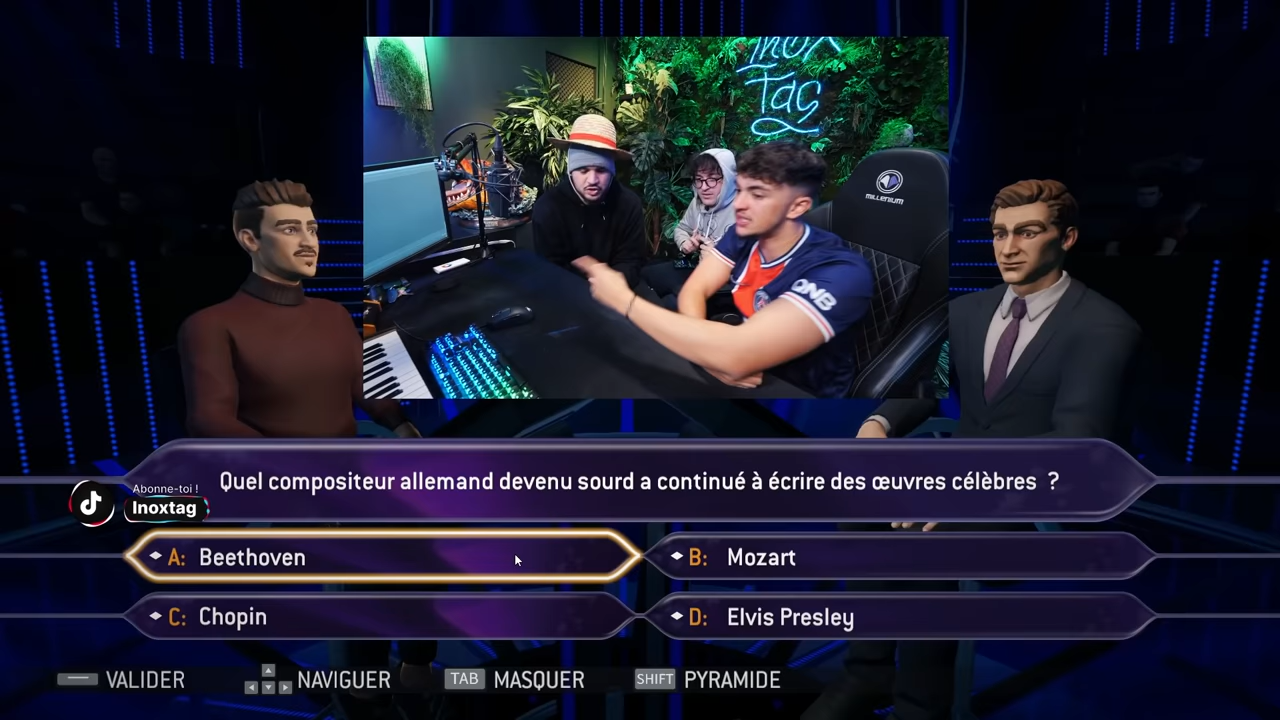 InoX
Tag
MILLENIUM
QNB
Quel compositeur allemand devenu sourd a continué à écrire des œuvres célèbres ?
Abonne-toi !
Inoxtag
A: Beethoven
B: Mozart
C: Chopin
D: Elvis Presley
VALIDER
NAVIGUER
TAB MASQUER
SHIFT PYRAMIDE